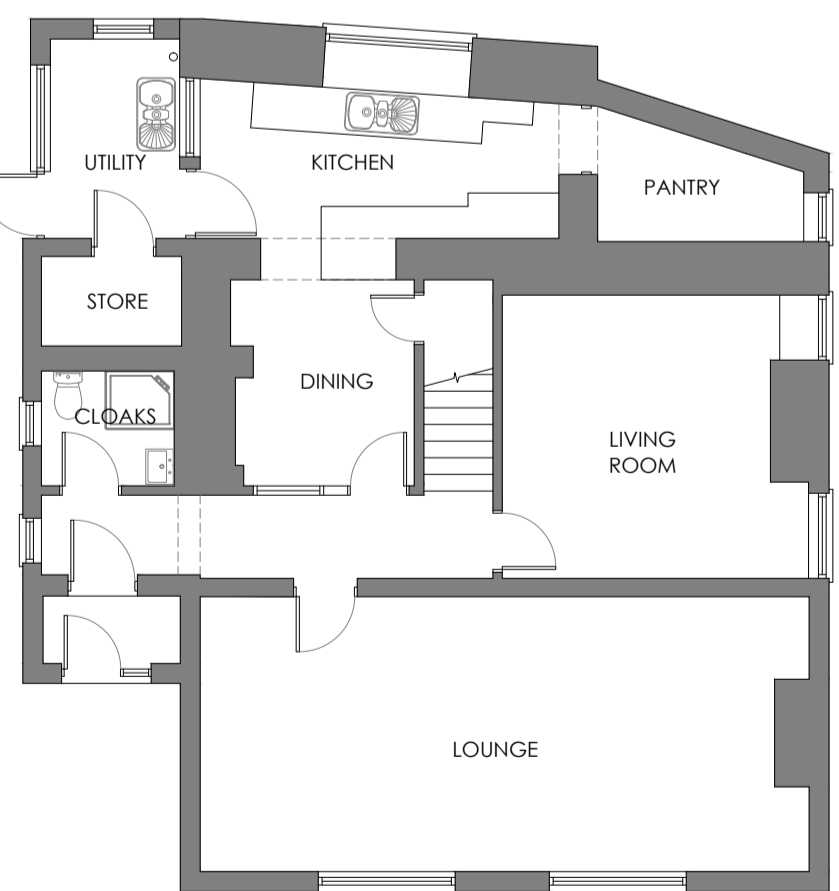 UTILITY
KITCHEN
PANTRY
STORE
DINING
CLOAKS
LIVING
ROOM
LOUNGE